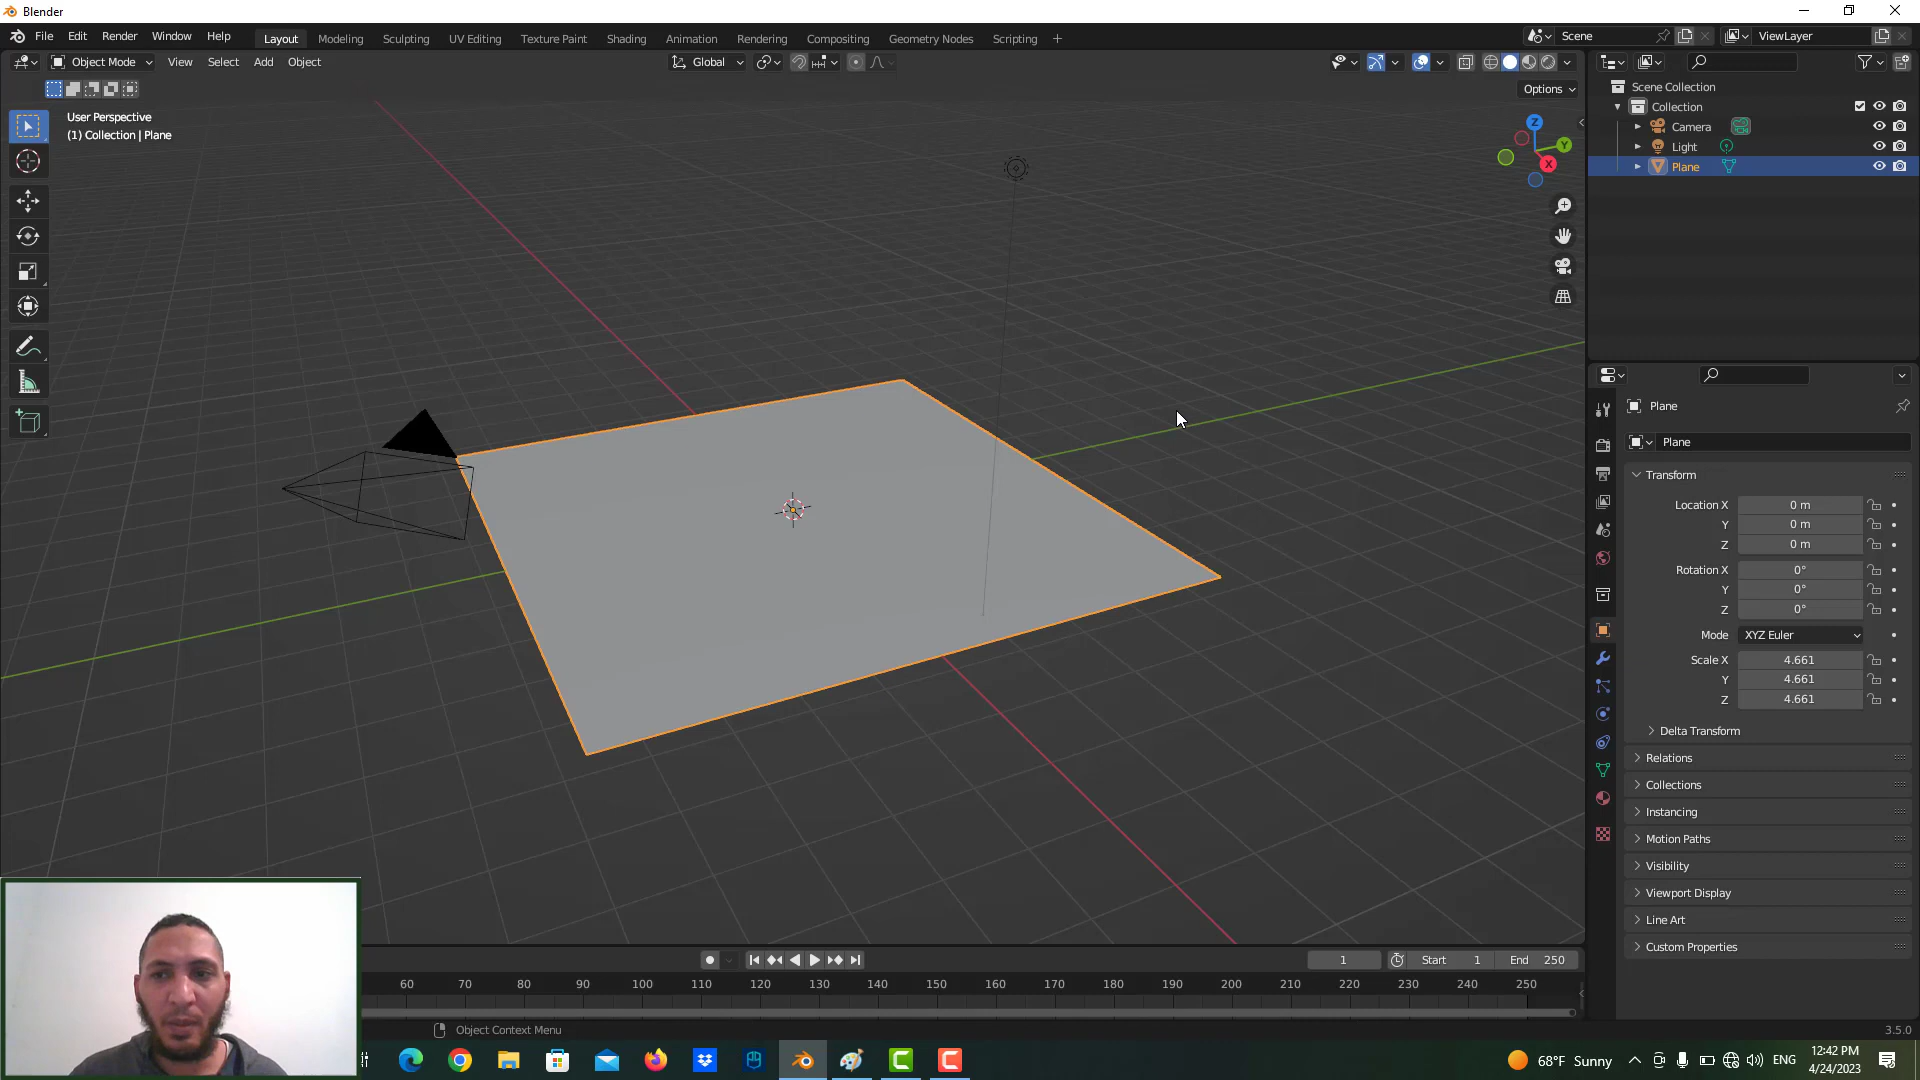 Blender
File Edit Render Window Help Layout Modeling Sculpting UV Editing Texture Paint Shading Animation Rendering Compositing Geometry Nodes Scripting + Scene ViewLayer
Object Mode View Select Add Object Global
Options
User Perspective
(1) Collection | Plane
Z
Y
X
Scene Collection
Collection
Camera
Light
Plane
Plane
Plane
Transform
Location X 0 m
Y 0 m
Z 0 m
Rotation X 0°
Y 0°
Z 0°
Mode XYZ Euler
Scale X 4.661
Y 4.661
Z 4.661
Delta Transform
Relations
Collections
Instancing
Motion Paths
Visibility
Viewport Display
Line Art
Custom Properties
1 Start 1 End 250
60 70 80 90 100 110 120 130 140 150 160 170 180 190 200 210 220 230 240 250
Object Context Menu
3.5.0
68°F Sunny ENG 12:42 PM
4/24/2023